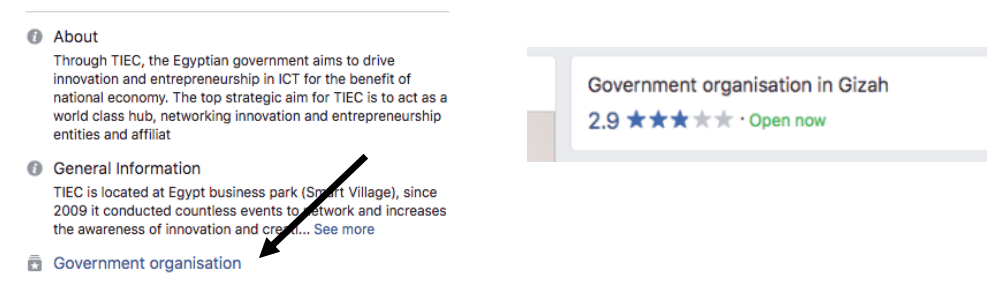 About
Through TIEC, the Egyptian government aims to drive
innovation and entrepreneurship in ICT for the benefit of
national economy. The top strategic aim for TIEC is to act as a
world class hub, networking innovation and entrepreneurship
entities and affiliat
General Information
TIEC is located at Egypt business park (Smart Village), since
2009 it conducted countless events to network and increases
the awareness of innovation and creati... See more
Government organisation
Government organisation in Gizah
2.9 ★★★★★ · Open now